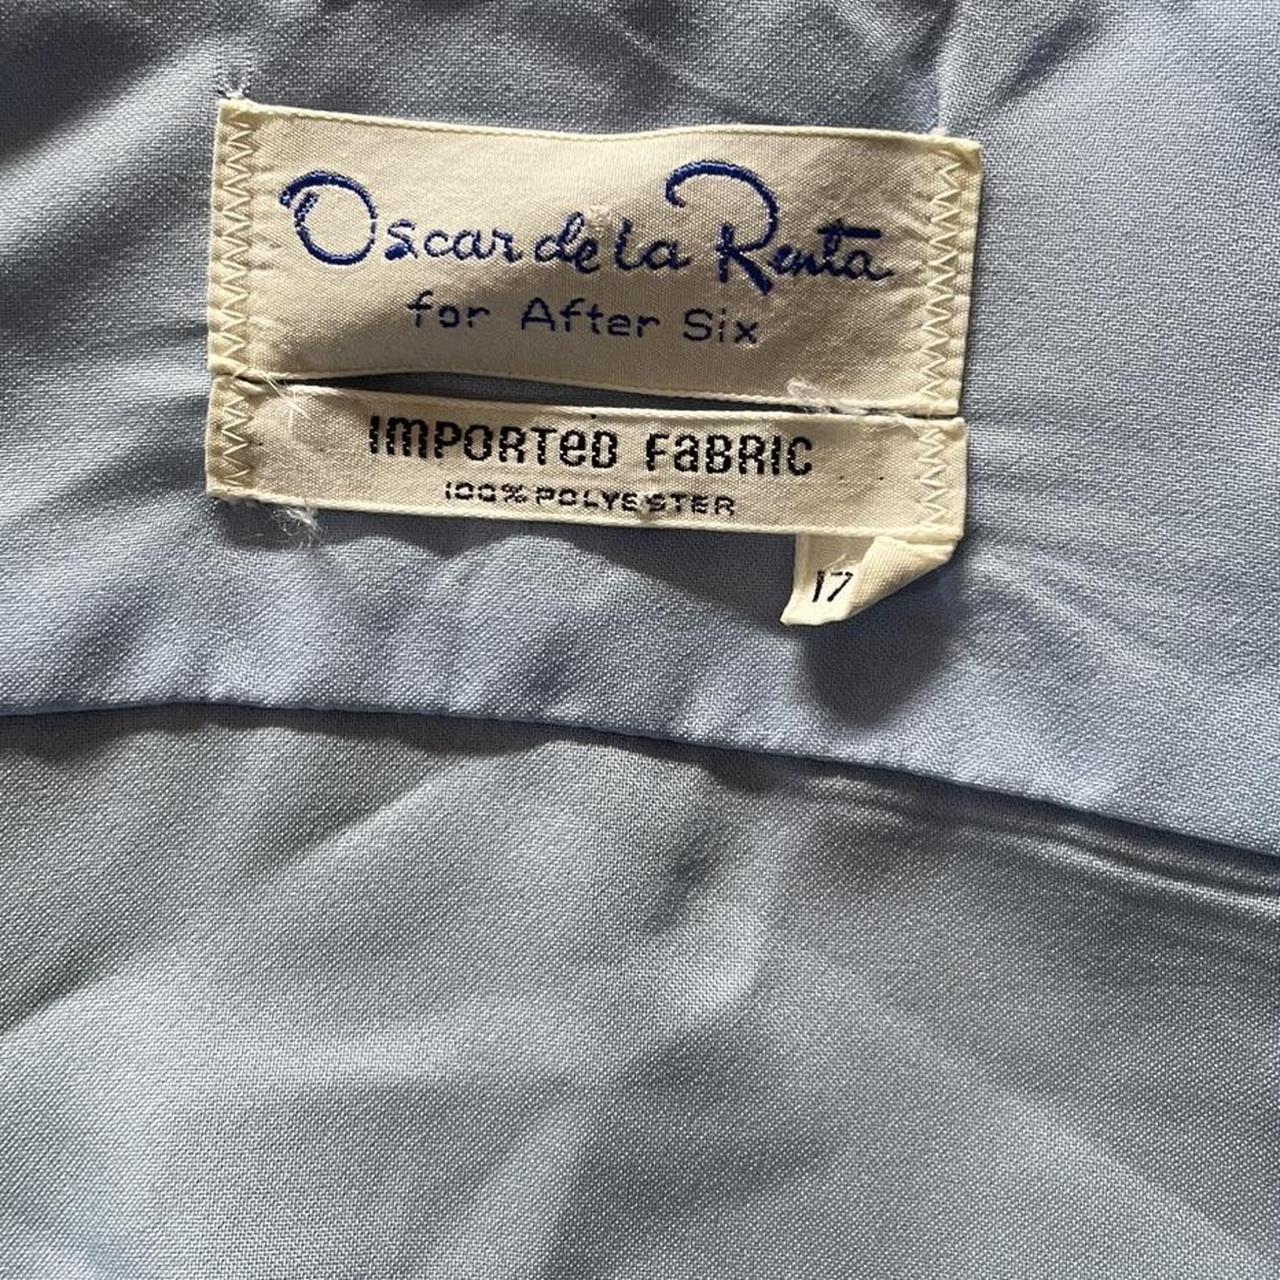 Oscar de la Renta
for After Six
IMPORTED FABRIC
100% POLYESTER
17